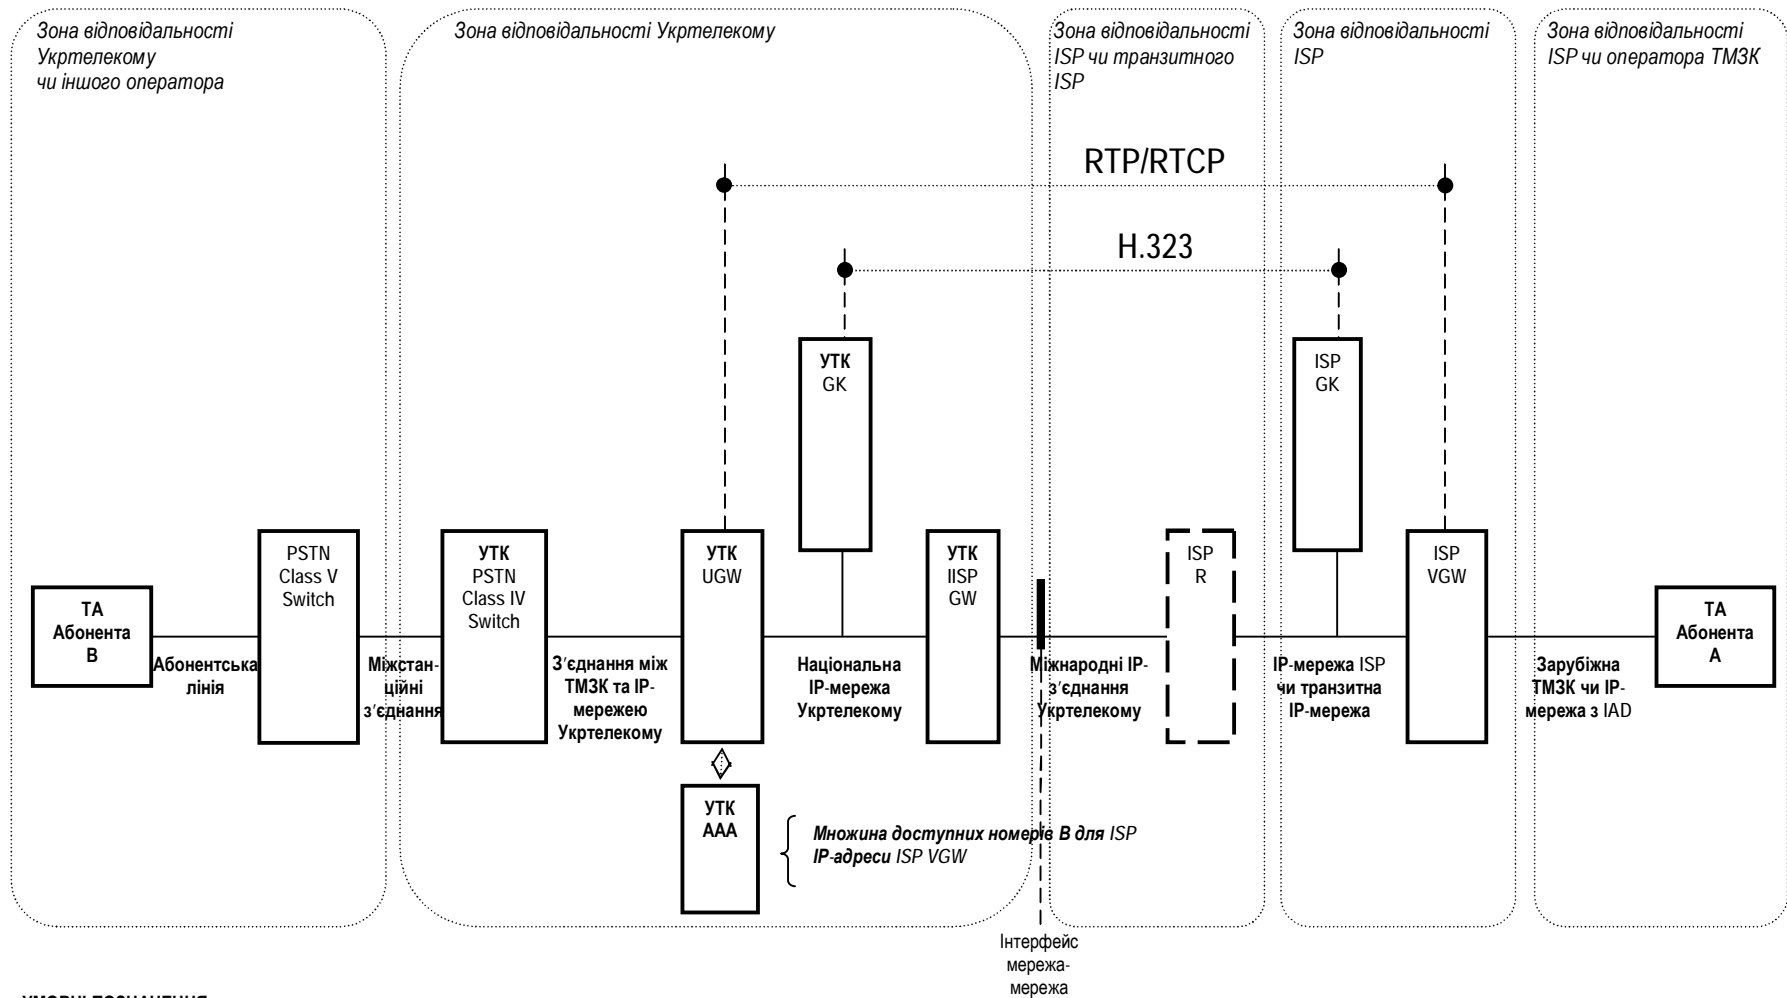 Зона відповідальності
Укртелекому
чи іншого оператора
Зона відповідальності Укртелекому
Зона відповідальності
ISP чи транзитного
ISP
Зона відповідальності
ISP
Зона відповідальності
ISP чи оператора ТМЗК
RTP/RTCP
H.323
УТК
GK
ISP
GK
ТА
Абонента
В
Абонентська
лінія
PSTN
Class V
Switch
Міжстан-
ційні
з'єднання
УТК
PSTN
Class IV
Switch
З'єднання між
ТМЗК та IP-
мережею
Укртелекому
УТК
UGW
Національна
IP-мережа
Укртелекому
УТК
IISP
GW
Міжнародні IP-
з'єднання
Укртелекому
ISP
R
IP-мережа ISP
чи транзитна
IP-мережа
ISP
VGW
Зарубіжна
ТМЗК чи IP-
мережа з IAD
ТА
Абонента
А
УТК
ААА
Множина доступних номерів В для ISP
IP-адреси ISP VGW
Інтерфейс
мережа-
мережа